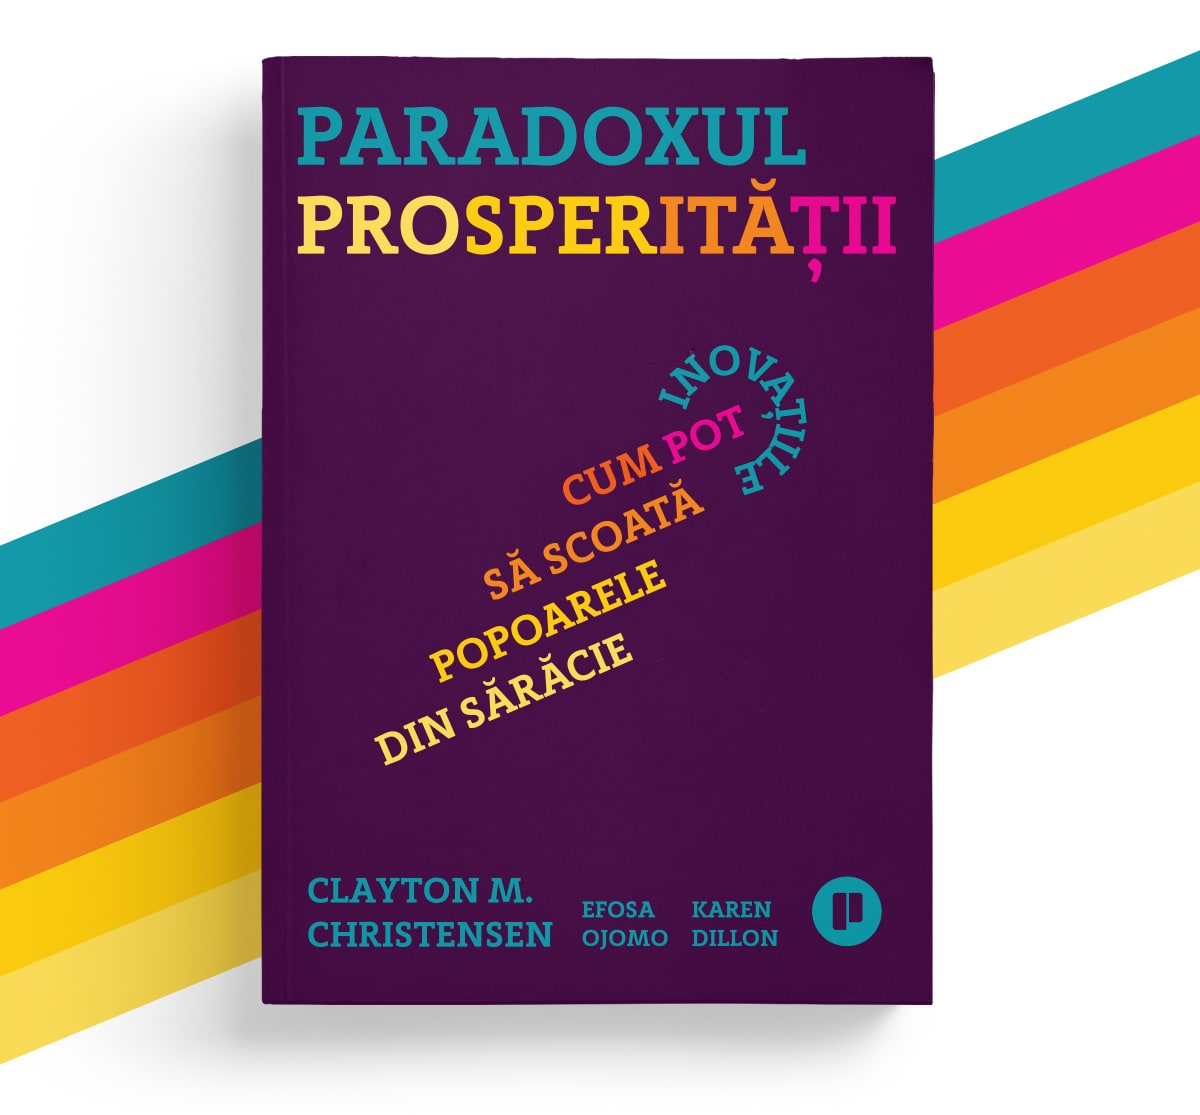 PARADOXUL
PROSPERITĂȚII
CUM POT
INOVAȚIILE
SĂ SCOATĂ
POPOARELE
DIN SĂRĂCIE
CLAYTON M.
CHRISTENSEN
EFOSA
OJOMO
KAREN
DILLON
P